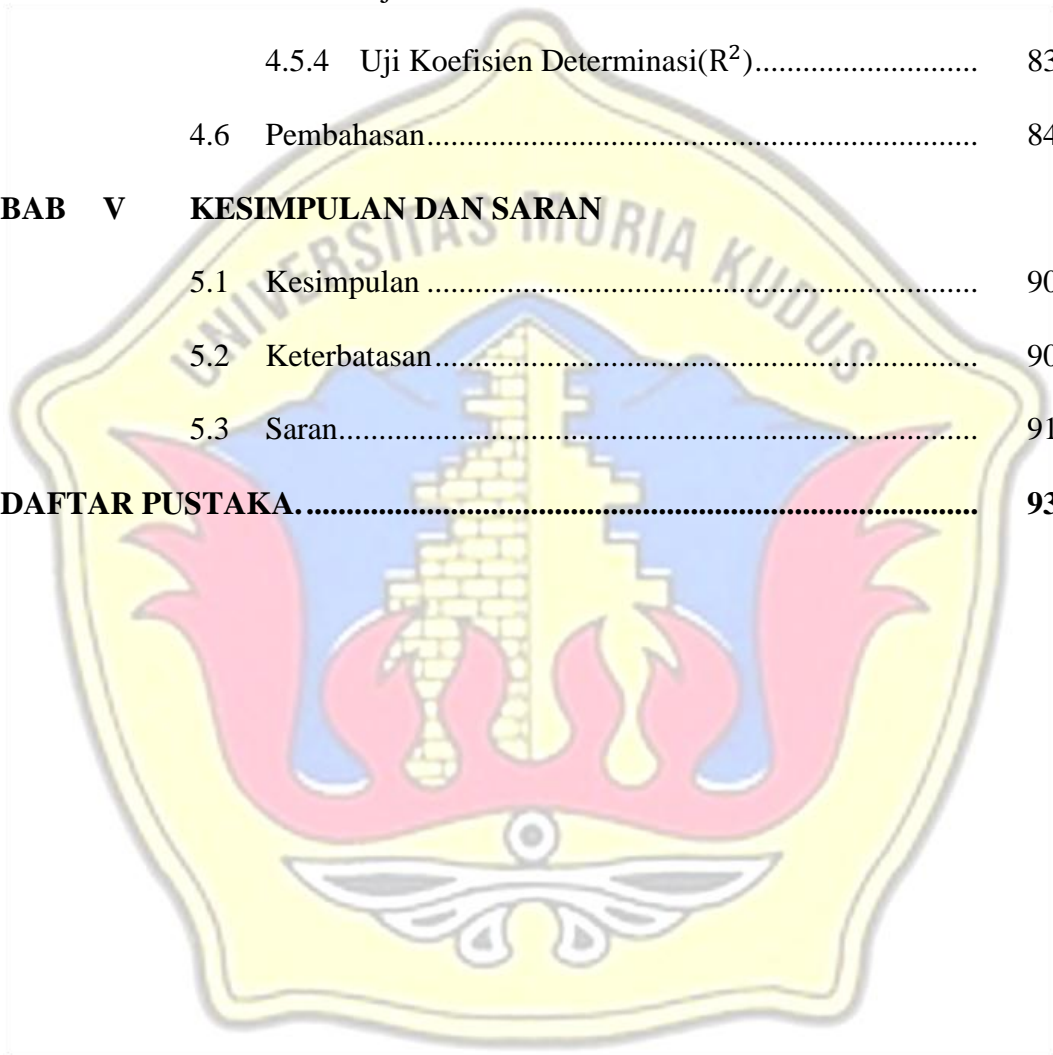 4.5.4 Uji Koefisien Determinasi(R²)........................... 83
4.6 Pembahasan.................................................................... 84
BAB V KESIMPULAN DAN SARAN
UNIVERSITAS MURIA KUDUS
5.1 Kesimpulan .................................................................... 90
5.2 Keterbatasan................................................................... 90
5.3 Saran............................................................................... 91
DAFTAR PUSTAKA. ................................................................................... 93